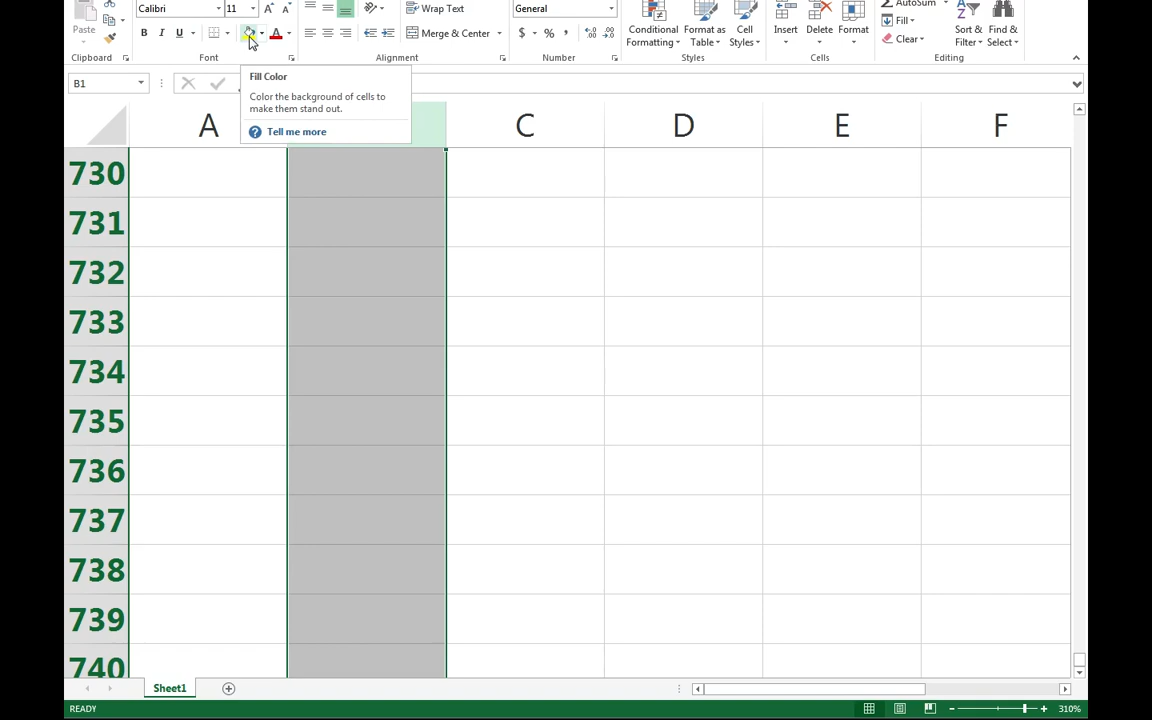 Calibri 11 Wrap Text General AutoSum
Paste B I U Merge & Center $ % , Conditional Formatting Format as Table Cell Styles Insert Delete Format Fill Clear Sort & Filter Find & Select
Clipboard Font Alignment Number Styles Cells Editing
B1
Fill Color
Color the background of cells to
make them stand out.
? Tell me more
A C D E F
730
731
732
733
734
735
736
737
738
739
740
Sheet1
READY 310%